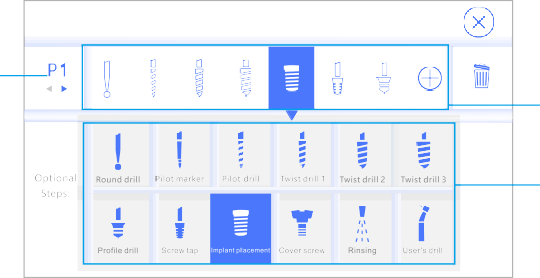 P1
Optional
Steps:
Round drill
Pilot marker
Pilot drill
Twist drill 1
Twist drill 2
Twist drill 3
Profile drill
Screw tap
Implant placement
Cover screw
Rinsing
User's drill